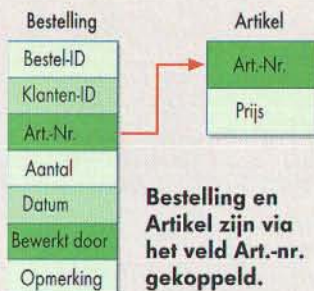 Bestelling
Bestel-ID
Klanten-ID
Art.-Nr.
Aantal
Datum
Bewerkt door
Opmerking
Artikel
Art.-Nr.
Prijs
Bestelling en
Artikel zijn via
het veld Art.-nr.
gekoppeld.